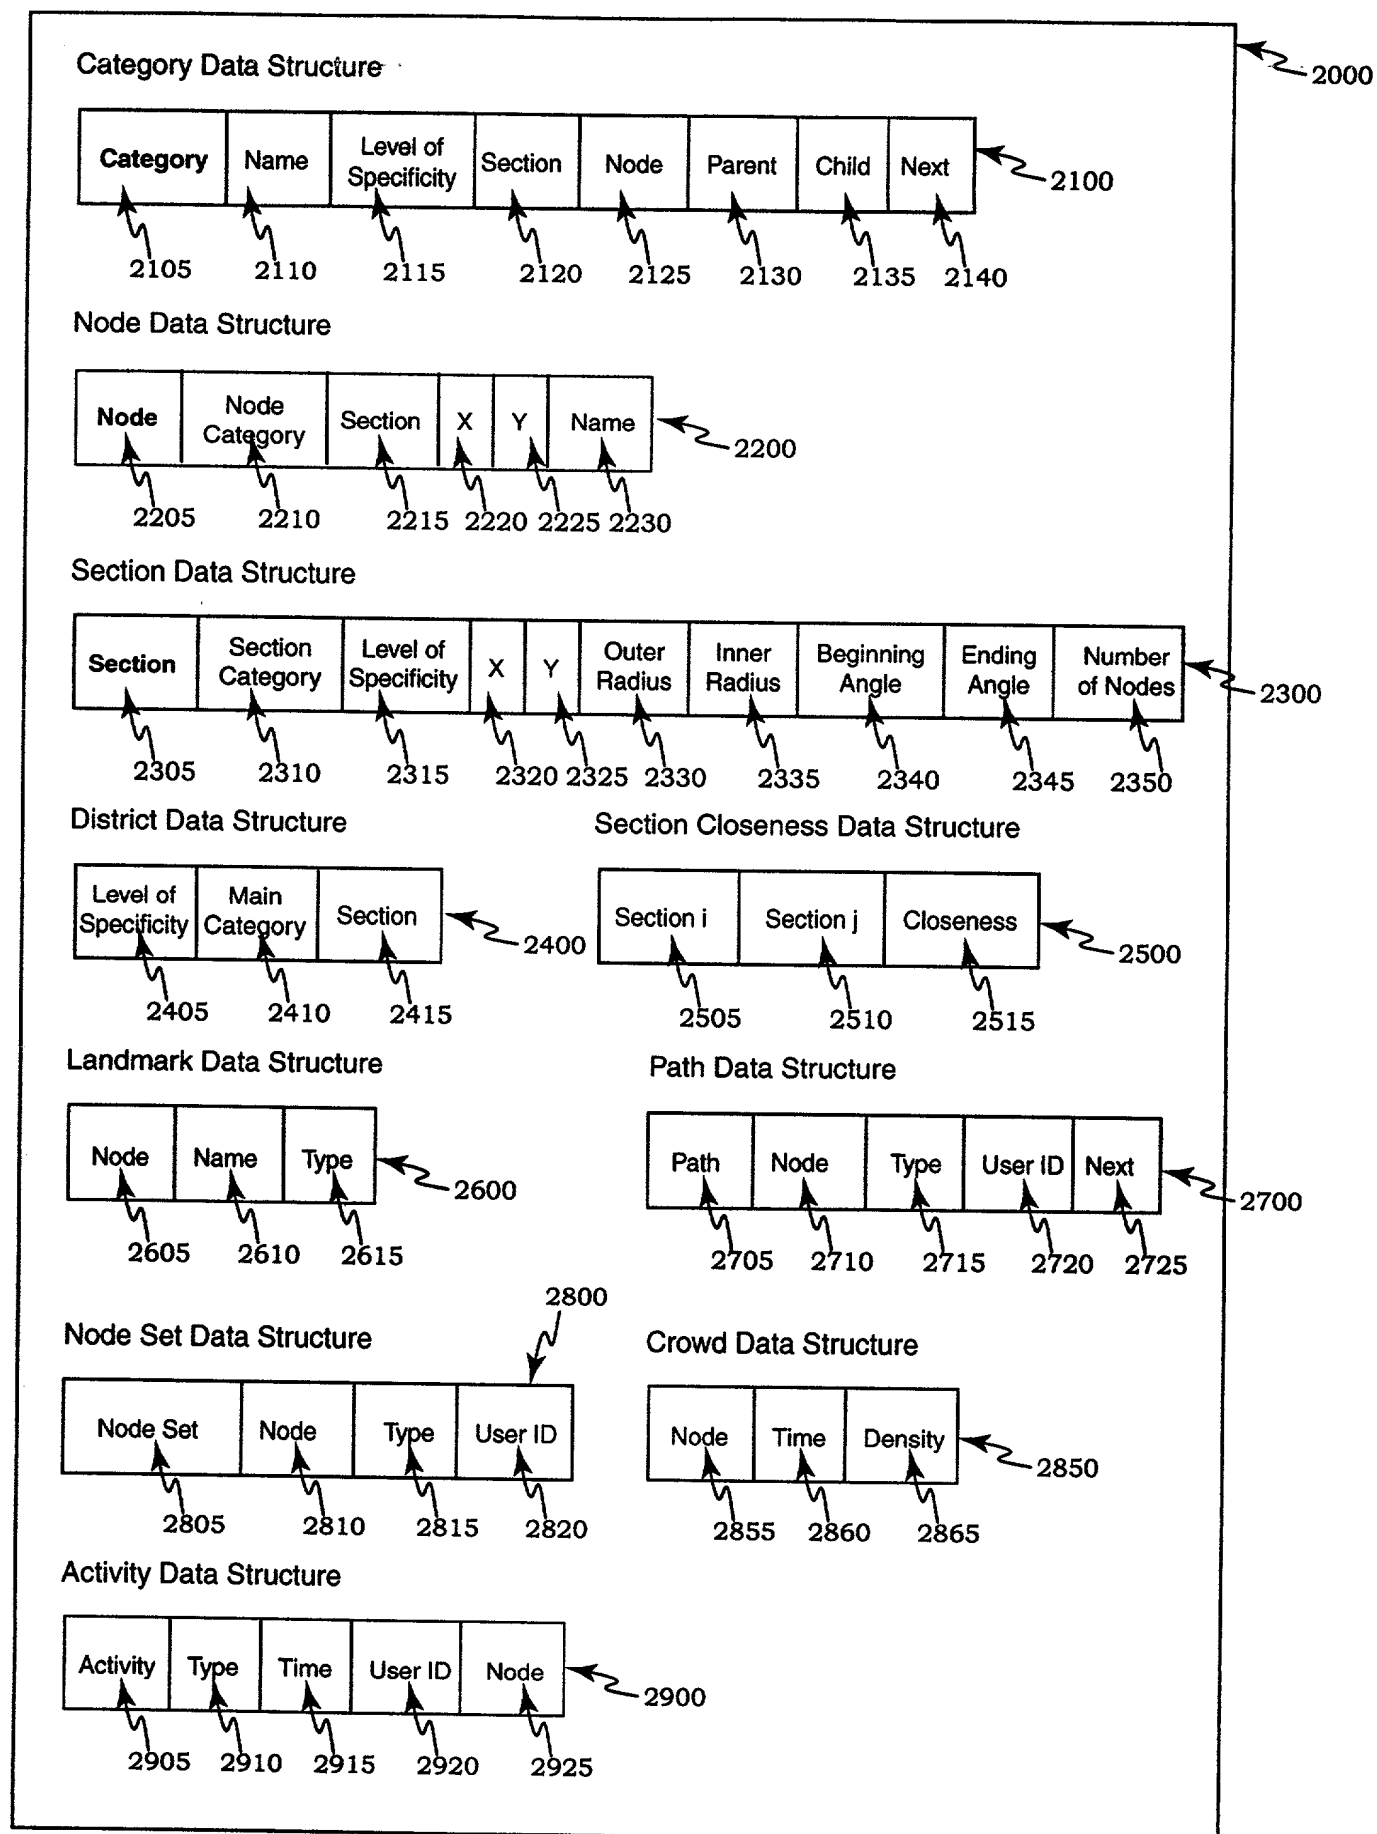 Category Data Structure
2000
Category Name Level of Specificity Section Node Parent Child Next
2100
2105 2110 2115 2120 2125 2130 2135 2140
Node Data Structure
Node Node Category Section X Y Name
2200
2205 2210 2215 2220 2225 2230
Section Data Structure
Section Section Category Level of Specificity X Y Outer Radius Inner Radius Beginning Angle Ending Angle Number of Nodes
2300
2305 2310 2315 2320 2325 2330 2335 2340 2345 2350
District Data Structure
Level of Specificity Main Category Section
2400
2405 2410 2415
Section Closeness Data Structure
Section i Section j Closeness
2500
2505 2510 2515
Landmark Data Structure
Node Name Type
2600
2605 2610 2615
Path Data Structure
Path Node Type User ID Next
2700
2705 2710 2715 2720 2725
2800
Node Set Data Structure
Node Set Node Type User ID
2805 2810 2815 2820
Crowd Data Structure
Node Time Density
2850
2855 2860 2865
Activity Data Structure
Activity Type Time User ID Node
2900
2905 2910 2915 2920 2925